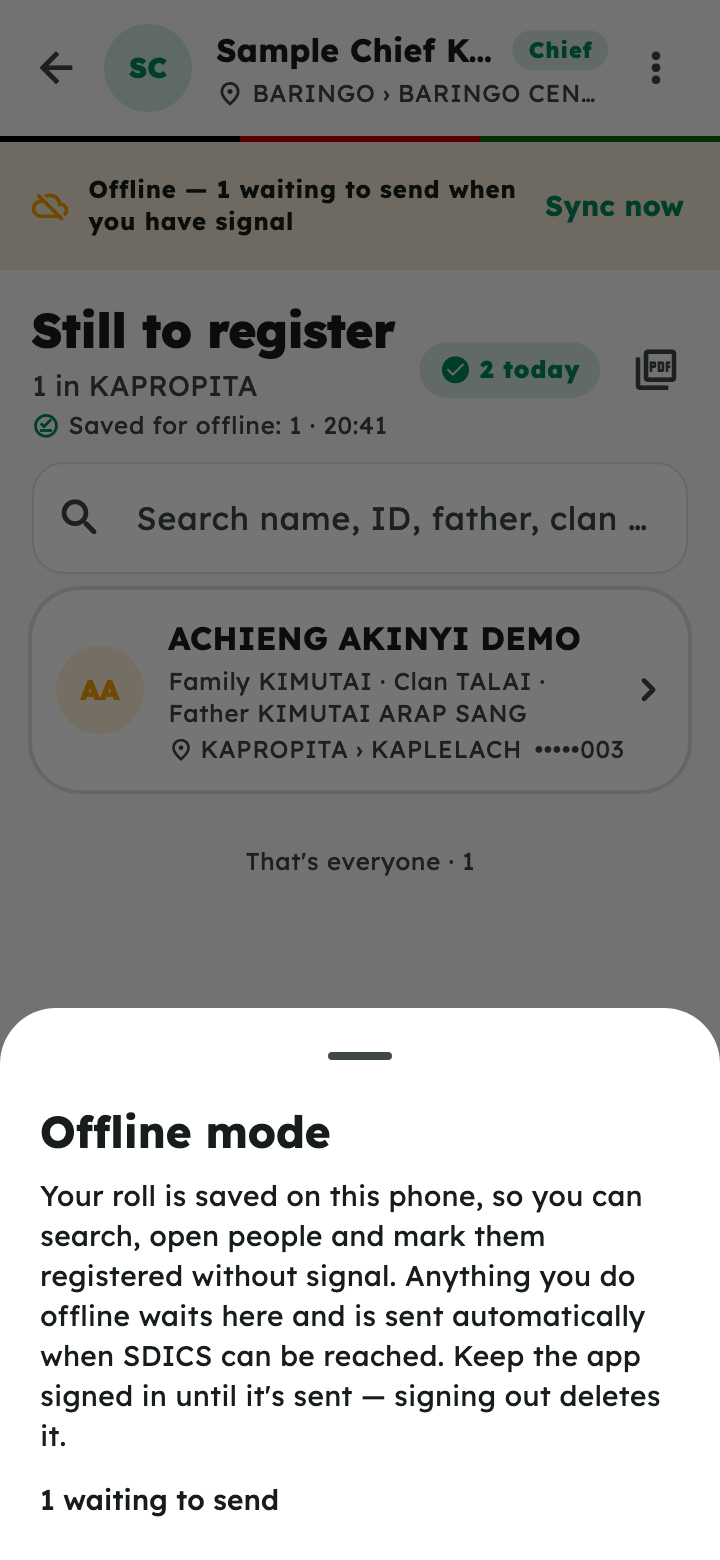 SC
Sample Chief K...
Chief
BARINGO › BARINGO CEN...
Offline — 1 waiting to send when
you have signal
Sync now
Still to register
1 in KAPROPITA
Saved for offline: 1 · 20:41
2 today
PDF
Search name, ID, father, clan ...
AA
ACHIENG AKINYI DEMO
Family KIMUTAI · Clan TALAI ·
Father KIMUTAI ARAP SANG
KAPROPITA › KAPLELACH •••••003
That's everyone · 1
Offline mode
Your roll is saved on this phone, so you can
search, open people and mark them
registered without signal. Anything you do
offline waits here and is sent automatically
when SDICS can be reached. Keep the app
signed in until it's sent — signing out deletes
it.
1 waiting to send